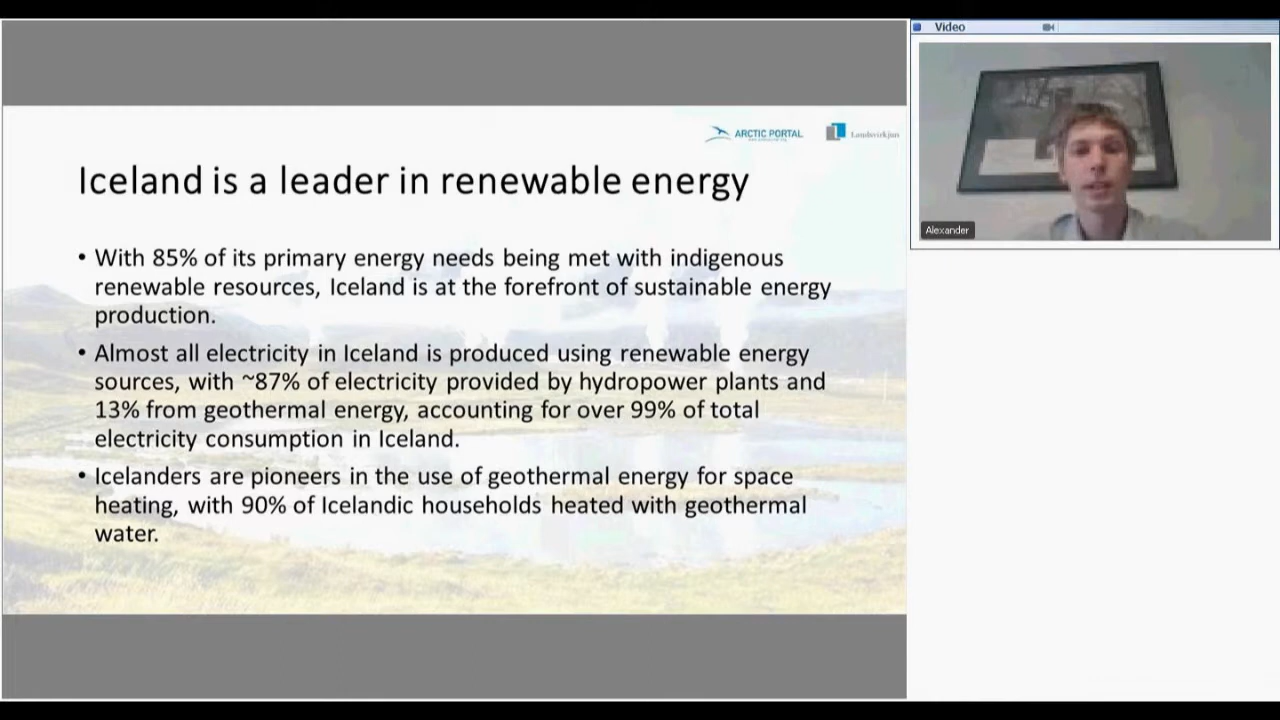 Video
ARCTIC PORTAL
Landsvirkjun
Iceland is a leader in renewable energy
• With 85% of its primary energy needs being met with indigenous
renewable resources, Iceland is at the forefront of sustainable energy
production.
• Almost all electricity in Iceland is produced using renewable energy
sources, with ~87% of electricity provided by hydropower plants and
13% from geothermal energy, accounting for over 99% of total
electricity consumption in Iceland.
• Icelanders are pioneers in the use of geothermal energy for space
heating, with 90% of Icelandic households heated with geothermal
water.
Alexander